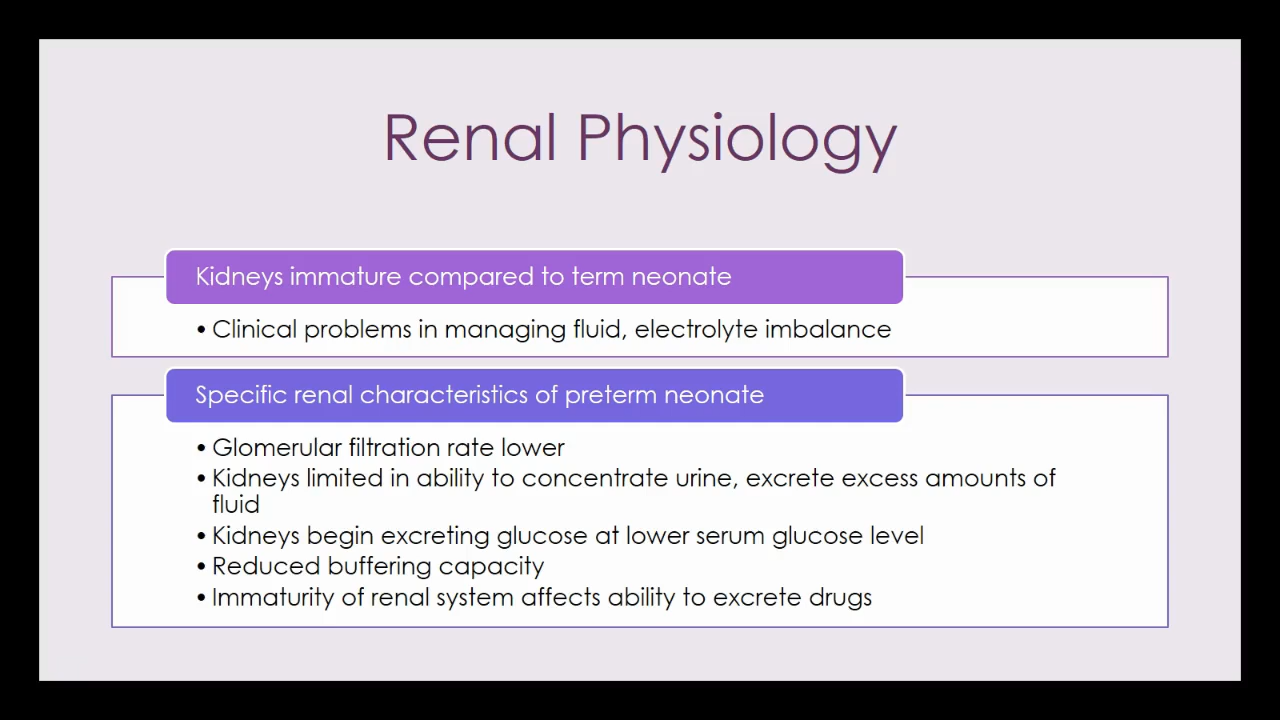 Renal Physiology
Kidneys immature compared to term neonate
• Clinical problems in managing fluid, electrolyte imbalance
Specific renal characteristics of preterm neonate
• Glomerular filtration rate lower
• Kidneys limited in ability to concentrate urine, excrete excess amounts of
fluid
• Kidneys begin excreting glucose at lower serum glucose level
• Reduced buffering capacity
• Immaturity of renal system affects ability to excrete drugs